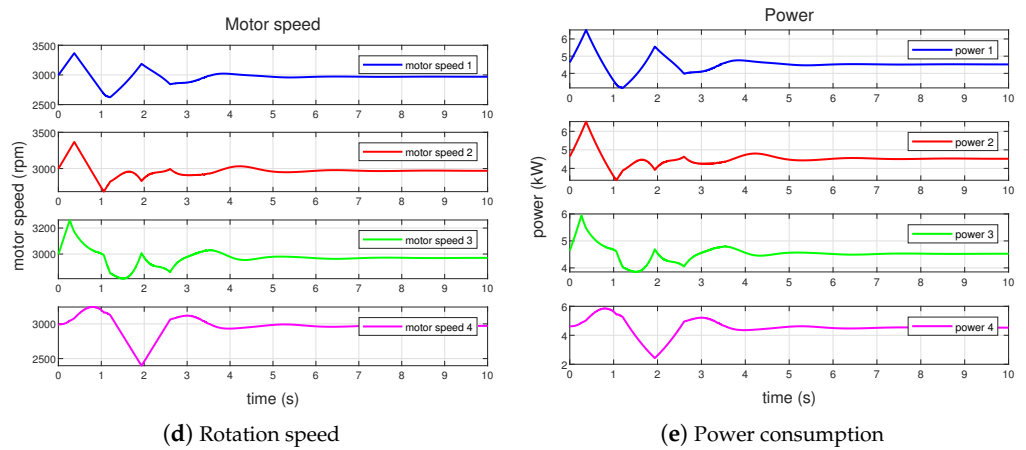 Motor speed
3500
3000
2500
motor speed 1
0 1 2 3 4 5 6 7 8 9 10
3500
3000
motor speed 2
0 1 2 3 4 5 6 7 8 9 10
3200
3000
motor speed 3
0 1 2 3 4 5 6 7 8 9 10
3000
2500
motor speed 4
0 1 2 3 4 5 6 7 8 9 10
motor speed (rpm)
time (s)
(d) Rotation speed
Power
6
4
power 1
0 1 2 3 4 5 6 7 8 9 10
6
4
power 2
0 1 2 3 4 5 6 7 8 9 10
6
5
4
power 3
0 1 2 3 4 5 6 7 8 9 10
6
4
2
power 4
0 1 2 3 4 5 6 7 8 9 10
power (kW)
time (s)
(e) Power consumption